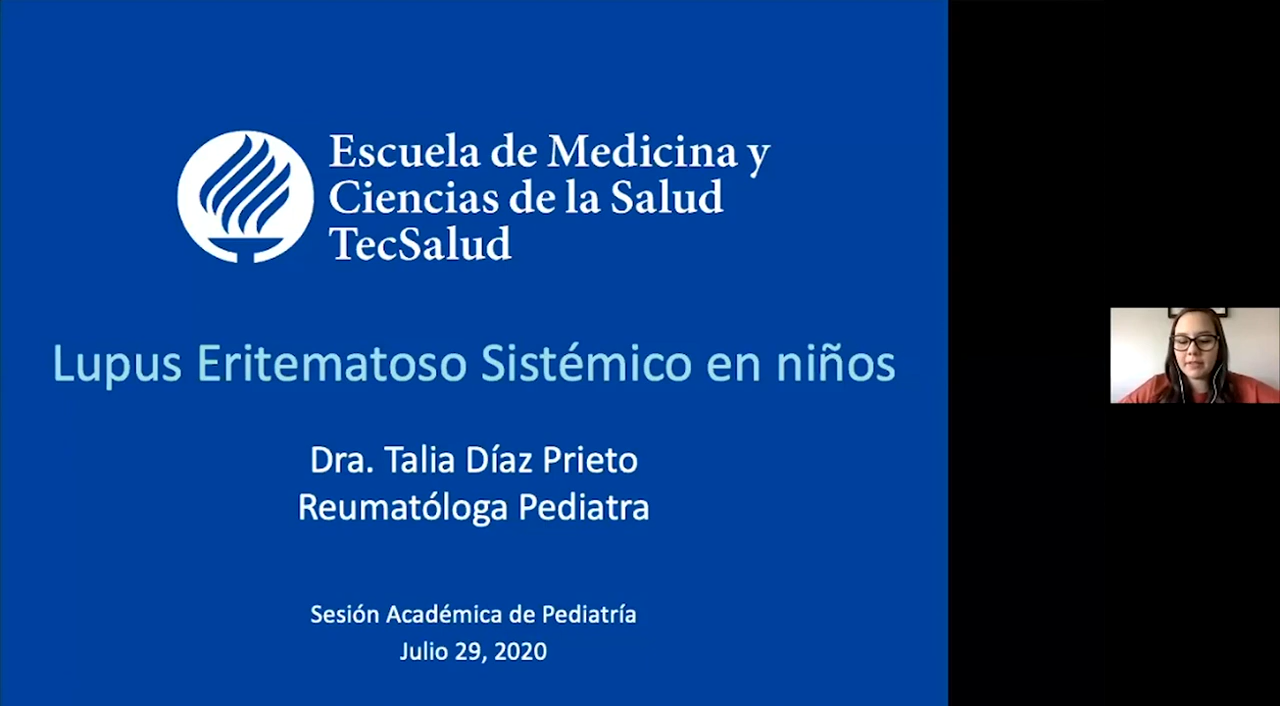 Escuela de Medicina y
Ciencias de la Salud
TecSalud
Lupus Eritematoso Sistémico en niños
Dra. Talia Díaz Prieto
Reumatóloga Pediatra
Sesión Académica de Pediatría
Julio 29, 2020